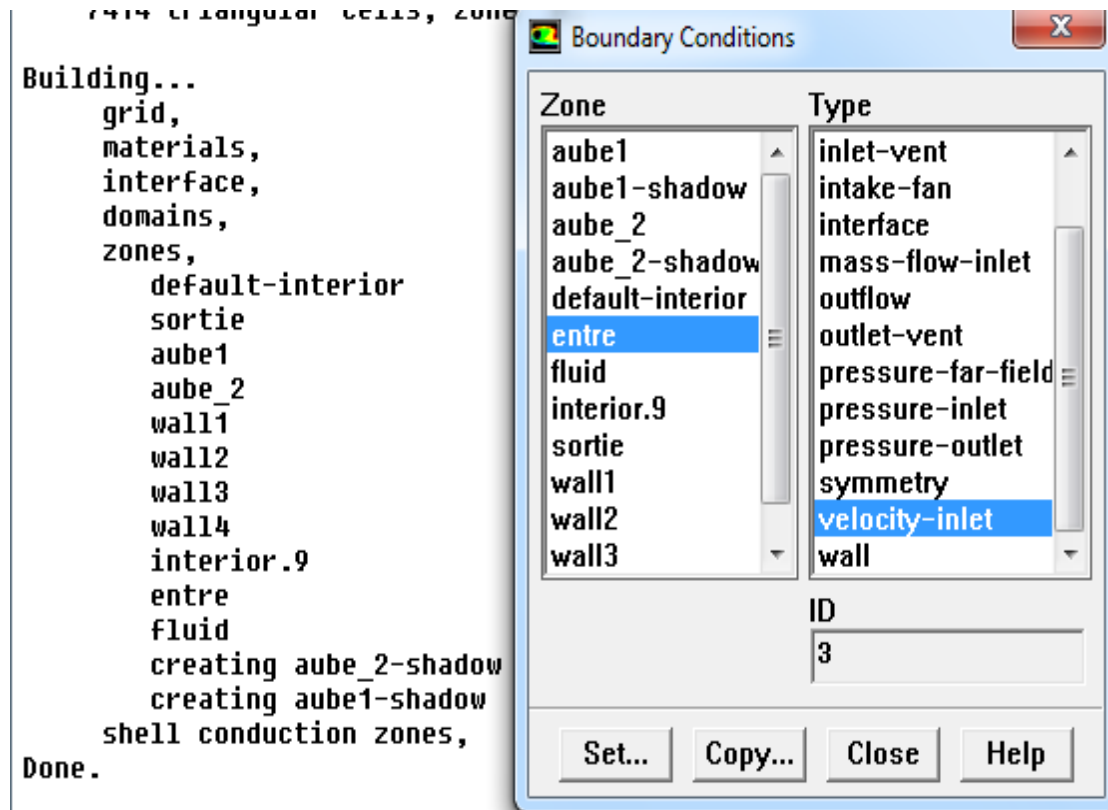 7414 triangular cells, zone
Building...
grid,
materials,
interface,
domains,
zones,
default-interior
sortie
aube1
aube_2
wall1
wall2
wall3
wall4
interior.9
entre
fluid
creating aube_2-shadow
creating aube1-shadow
shell conduction zones,
Done.
Boundary Conditions
Zone
aube1
aube1-shadow
aube_2
aube_2-shadow
default-interior
entre
fluid
interior.9
sortie
wall1
wall2
wall3
Type
inlet-vent
intake-fan
interface
mass-flow-inlet
outflow
outlet-vent
pressure-far-field
pressure-inlet
pressure-outlet
symmetry
velocity-inlet
wall
ID
3
Set... Copy... Close Help